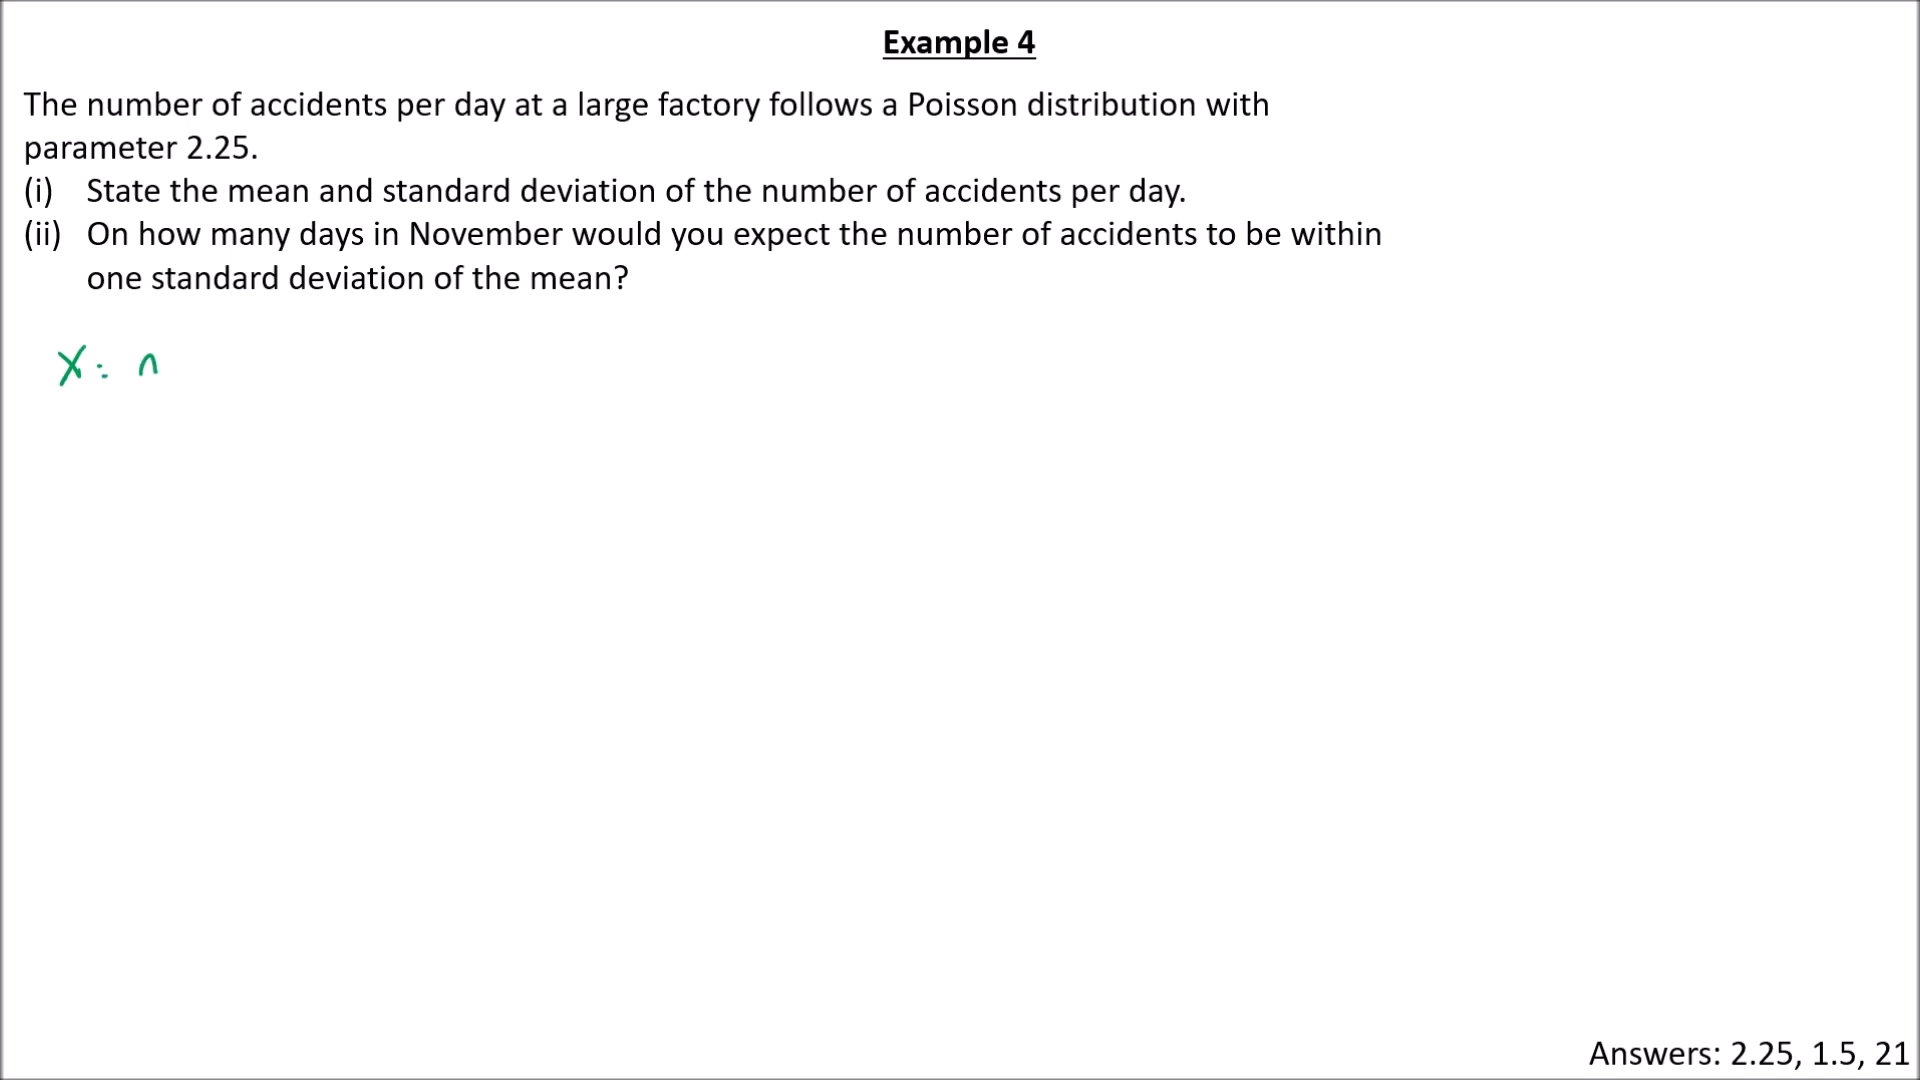 Example 4
The number of accidents per day at a large factory follows a Poisson distribution with
parameter 2.25.
(i) State the mean and standard deviation of the number of accidents per day.
(ii) On how many days in November would you expect the number of accidents to be within
one standard deviation of the mean?
X: n
Answers: 2.25, 1.5, 21